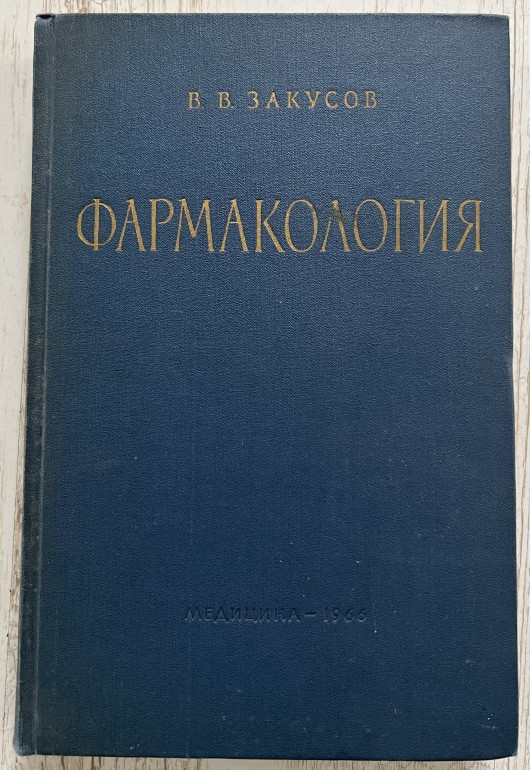 В. В. ЗАКУСОВ
ФАРМАКОЛОГИЯ
МЕДИЦИНА – 1966